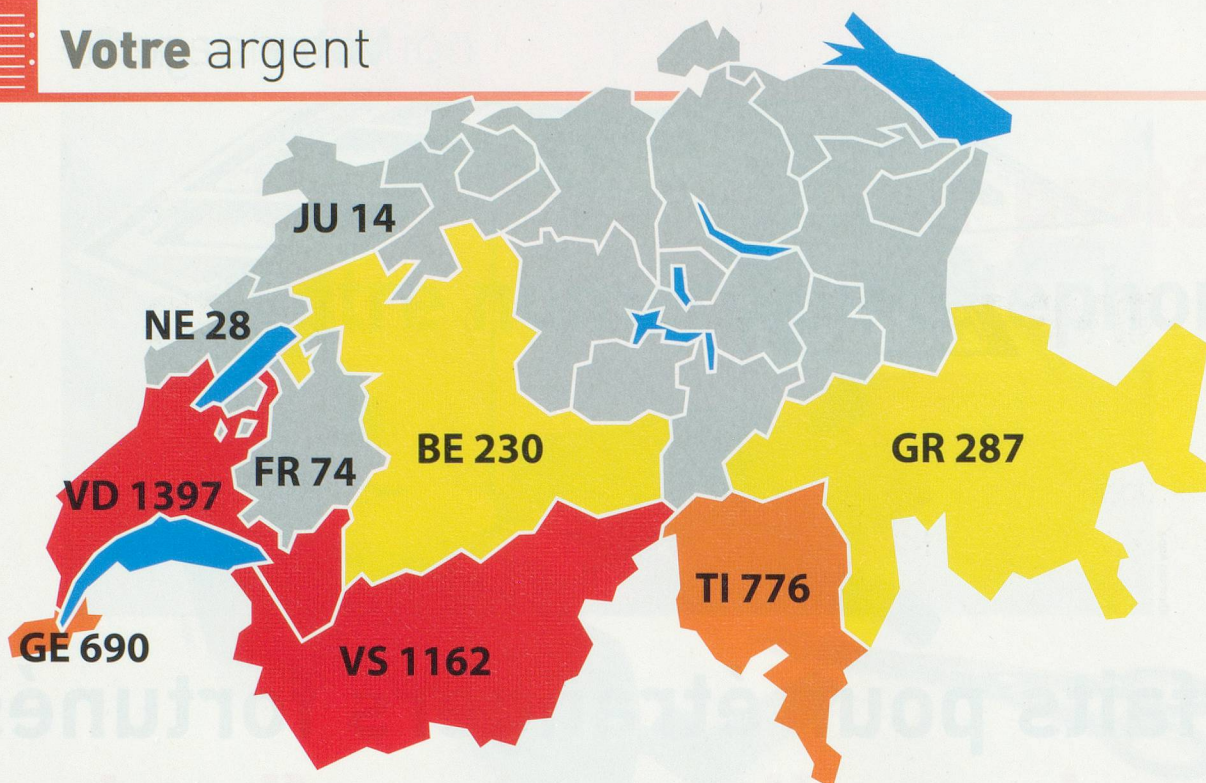 Votre argent
JU 14
NE 28
BE 230
GR 287
FR 74
VD 1397
TI 776
GE 690
VS 1162